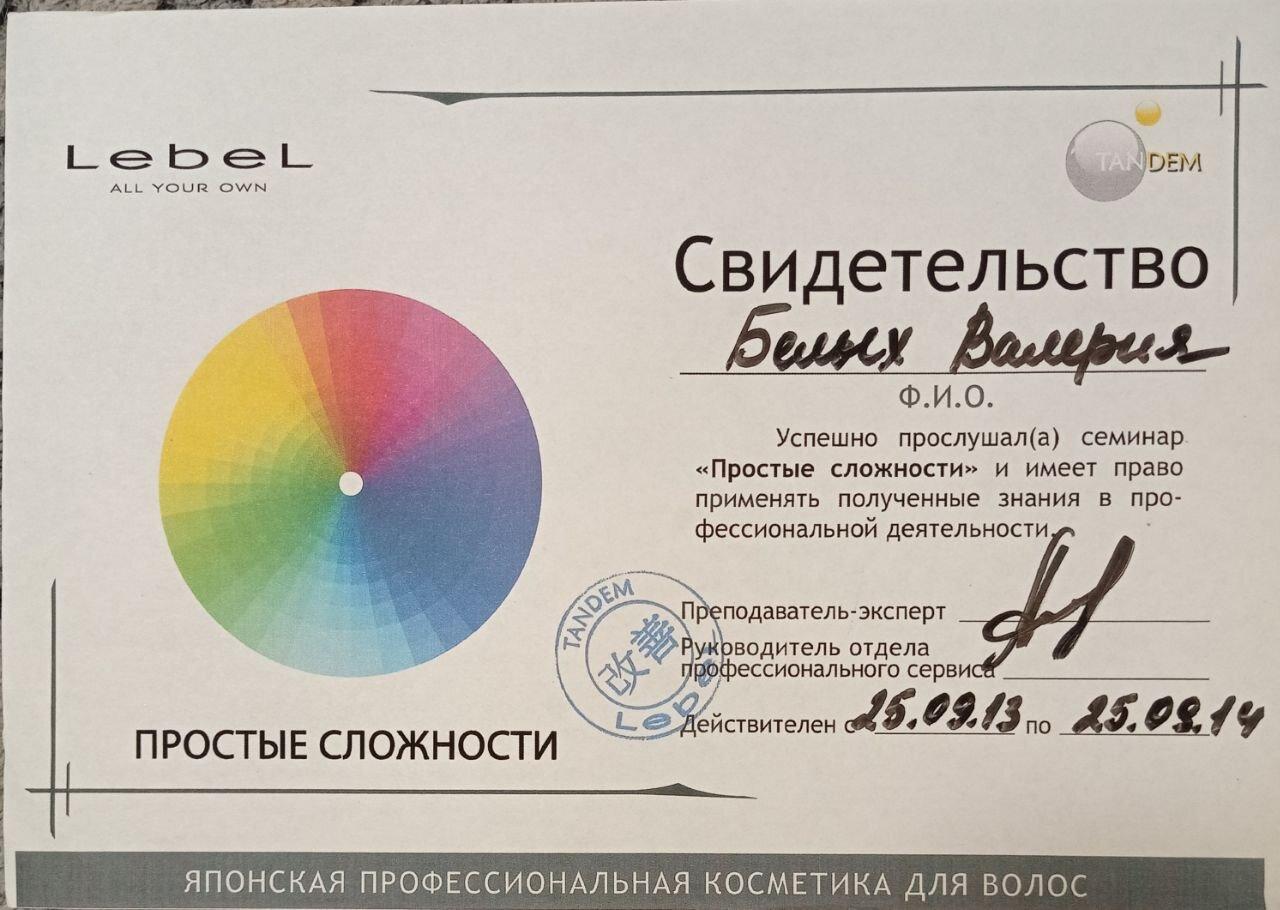 LebeL
ALL YOUR OWN
TANDEM
Свидетельство
Белых Валерия
Ф.И.О.
Успешно прослушал(а) семинар
«Простые сложности» и имеет право
применять полученные знания в про-
фессиональной деятельности.
Преподаватель-эксперт
Руководитель отдела
профессионального сервиса
Действителен с 25.09.13 по 25.09.14
TANDEM
改善
Lebel
ПРОСТЫЕ СЛОЖНОСТИ
ЯПОНСКАЯ ПРОФЕССИОНАЛЬНАЯ КОСМЕТИКА ДЛЯ ВОЛОС